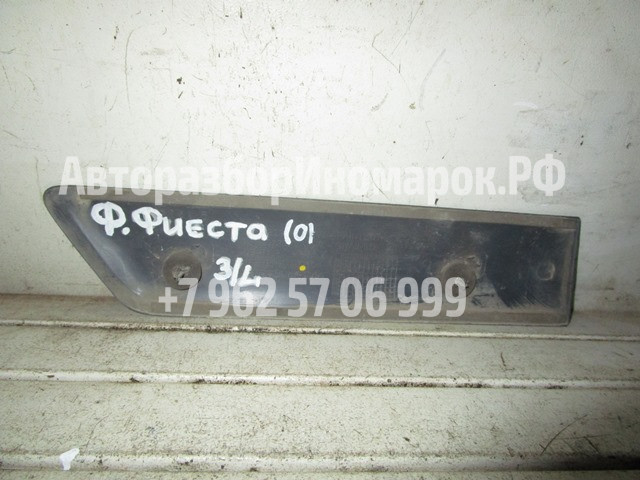 АвторазборИномарок.РФ
Ф. Фиеста (01
З/L
+7 962 57 06 999